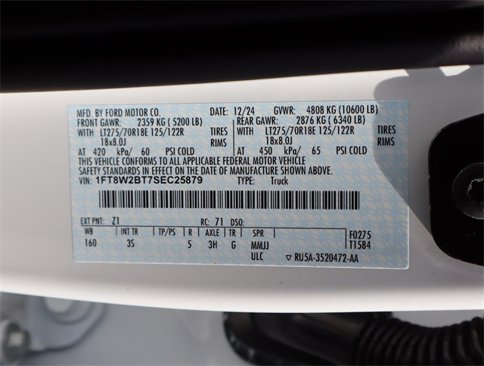 MFD. BY FORD MOTOR CO. DATE: 12/24 GVWR: 4808 KG (10600 LB)
FRONT GAWR: 2359 KG ( 5200 LB) REAR GAWR: 2876 KG ( 6340 LB)
WITH LT275/70R18E 125/122R TIRES WITH LT275/70R18E 125/122R TIRES
18x8.0J RIMS 18x8.0J RIMS
AT 420 kPa/ 60 PSI COLD AT 450 kPa/ 65 PSI COLD
THIS VEHICLE CONFORMS TO ALL APPLICABLE FEDERAL MOTOR VEHICLE
SAFETY STANDARDS IN EFFECT ON THE DATE OF MANUFACTURE SHOWN ABOVE.
VIN: 1FT8W2BT7SEC25879 TYPE: Truck
EXT PNT: Z1 RC: 71 DSO: F0275
WB INT TR TP/PS R AXLE TR SPR T1584
160 3S 5 3H G MMJJ
ULC ▽ RU5A-3520472-AA